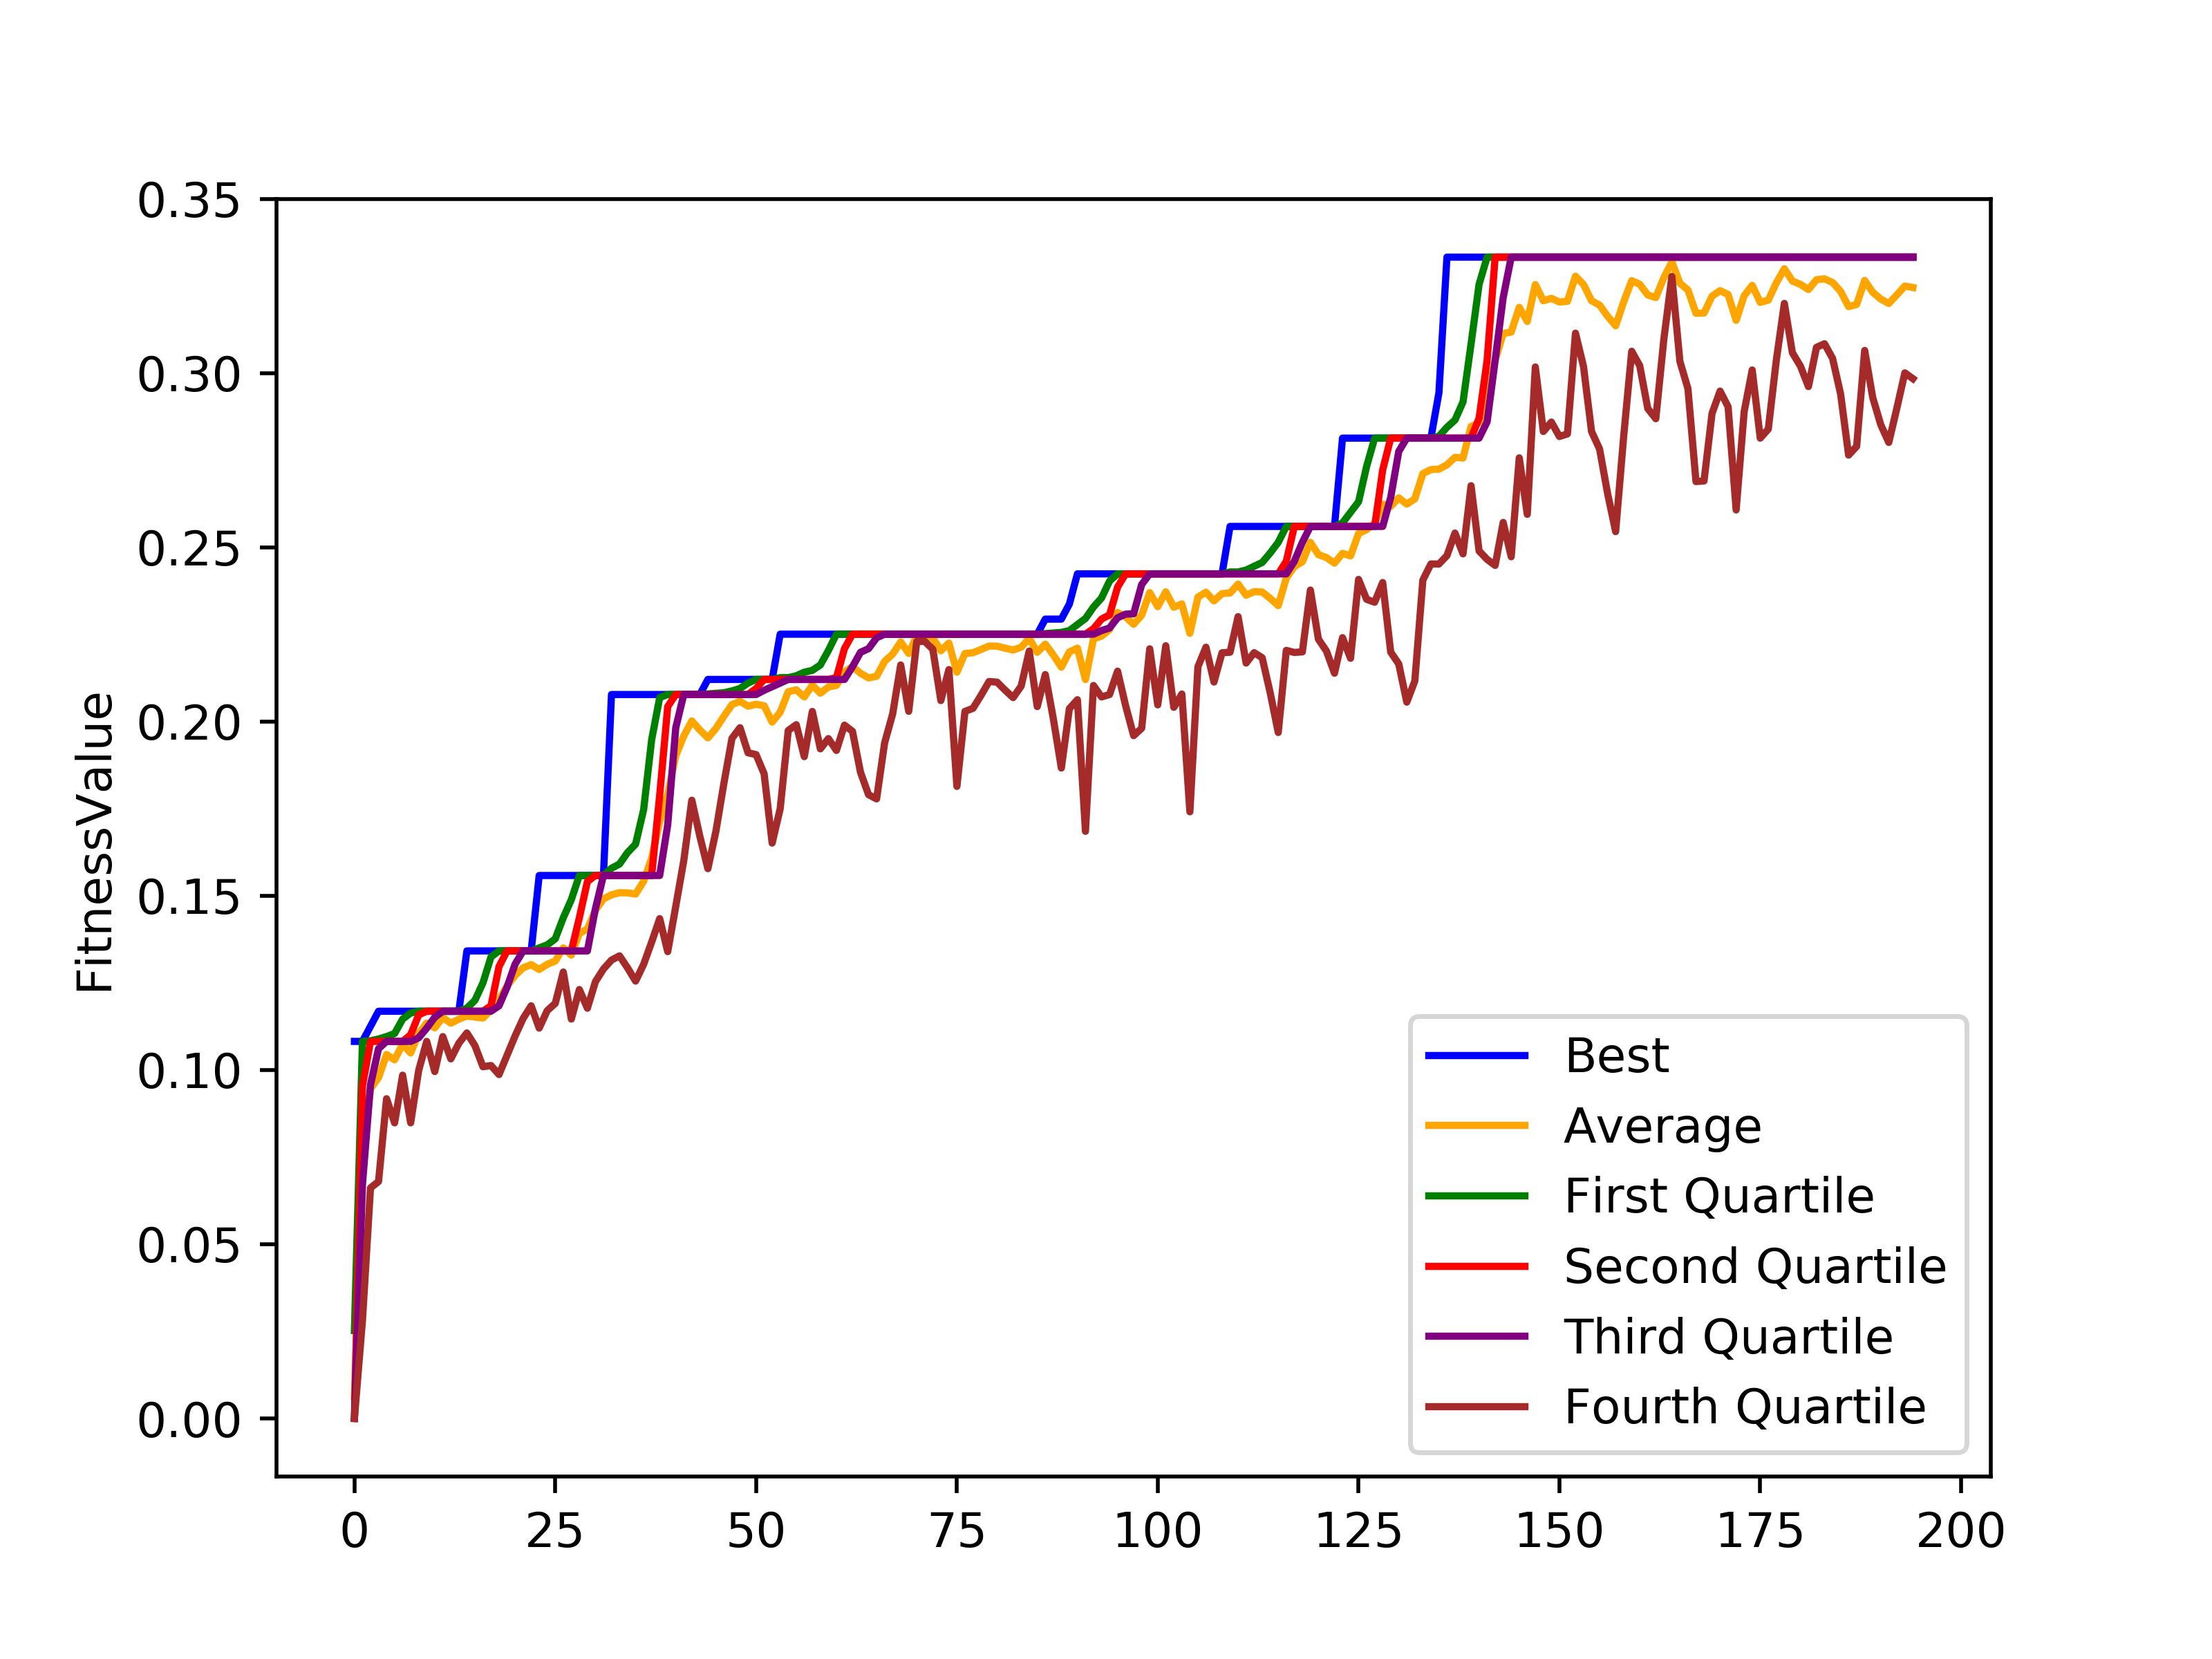 0.35
0.30
0.25
0.20
0.15
0.10
0.05
0.00
FitnessValue
0 25 50 75 100 125 150 175 200
Best
Average
First Quartile
Second Quartile
Third Quartile
Fourth Quartile